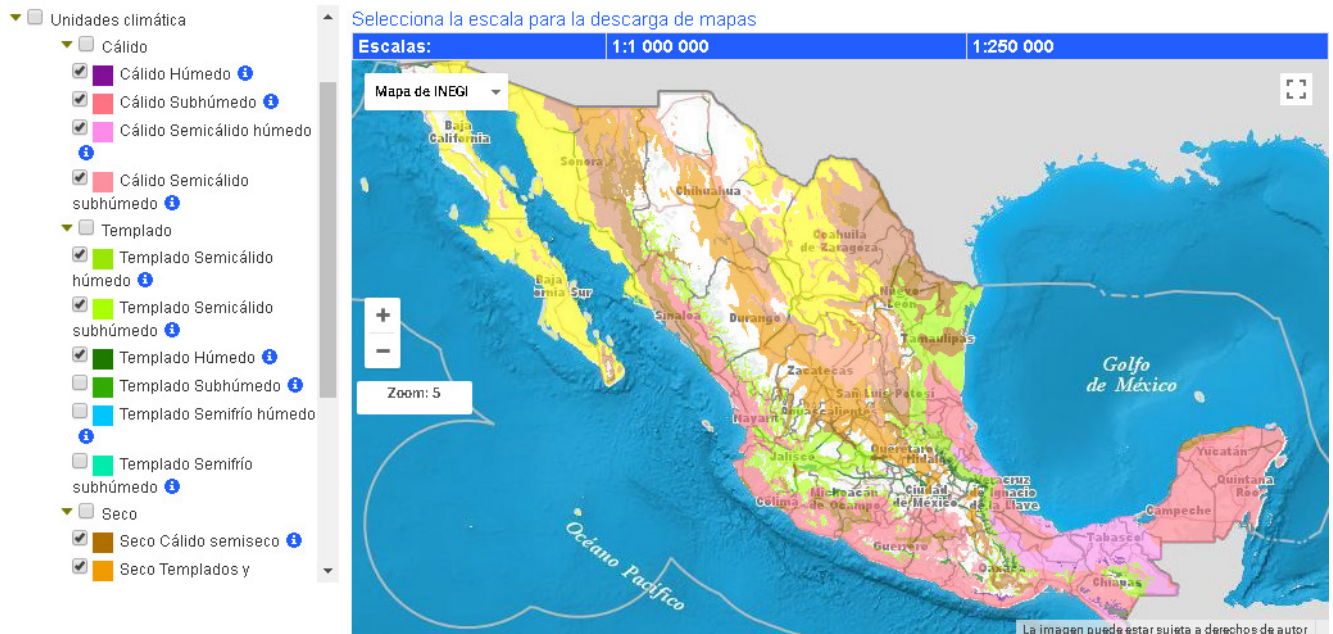 Unidades climática
Cálido
Cálido Húmedo
Cálido Subhúmedo
Cálido Semicálido húmedo
Cálido Semicálido
subhúmedo
Templado
Templado Semicálido
húmedo
Templado Semicálido
subhúmedo
Templado Húmedo
Templado Subhúmedo
Templado Semifrío húmedo
Templado Semifrío
subhúmedo
Seco
Seco Cálido semiseco
Seco Templados y
Selecciona la escala para la descarga de mapas
Escalas: 1:1 000 000 1:250 000
Mapa de INEGI
+
−
Zoom: 5
Baja
California
Sonora
Chihuahua
Coahuila
de Zaragoza
Baja
ornia Sur
Nuevo
León
Sinaloa
Durango
Tamaulipas
Zacatecas
San Luis Potosí
Aguascalientes
Nayarit
Jalisco
Querétaro
Hidalgo
Colima
Michoacán
de Ocampo
Ciudad
de México
Veracruz
de Ignacio
de la Llave
Guerrero
Oaxaca
Tabasco
Chiapas
Campeche
Yucatán
Quintana
Roo
Golfo
de México
Océano Pacífico
La imagen puede estar sujeta a derechos de autor